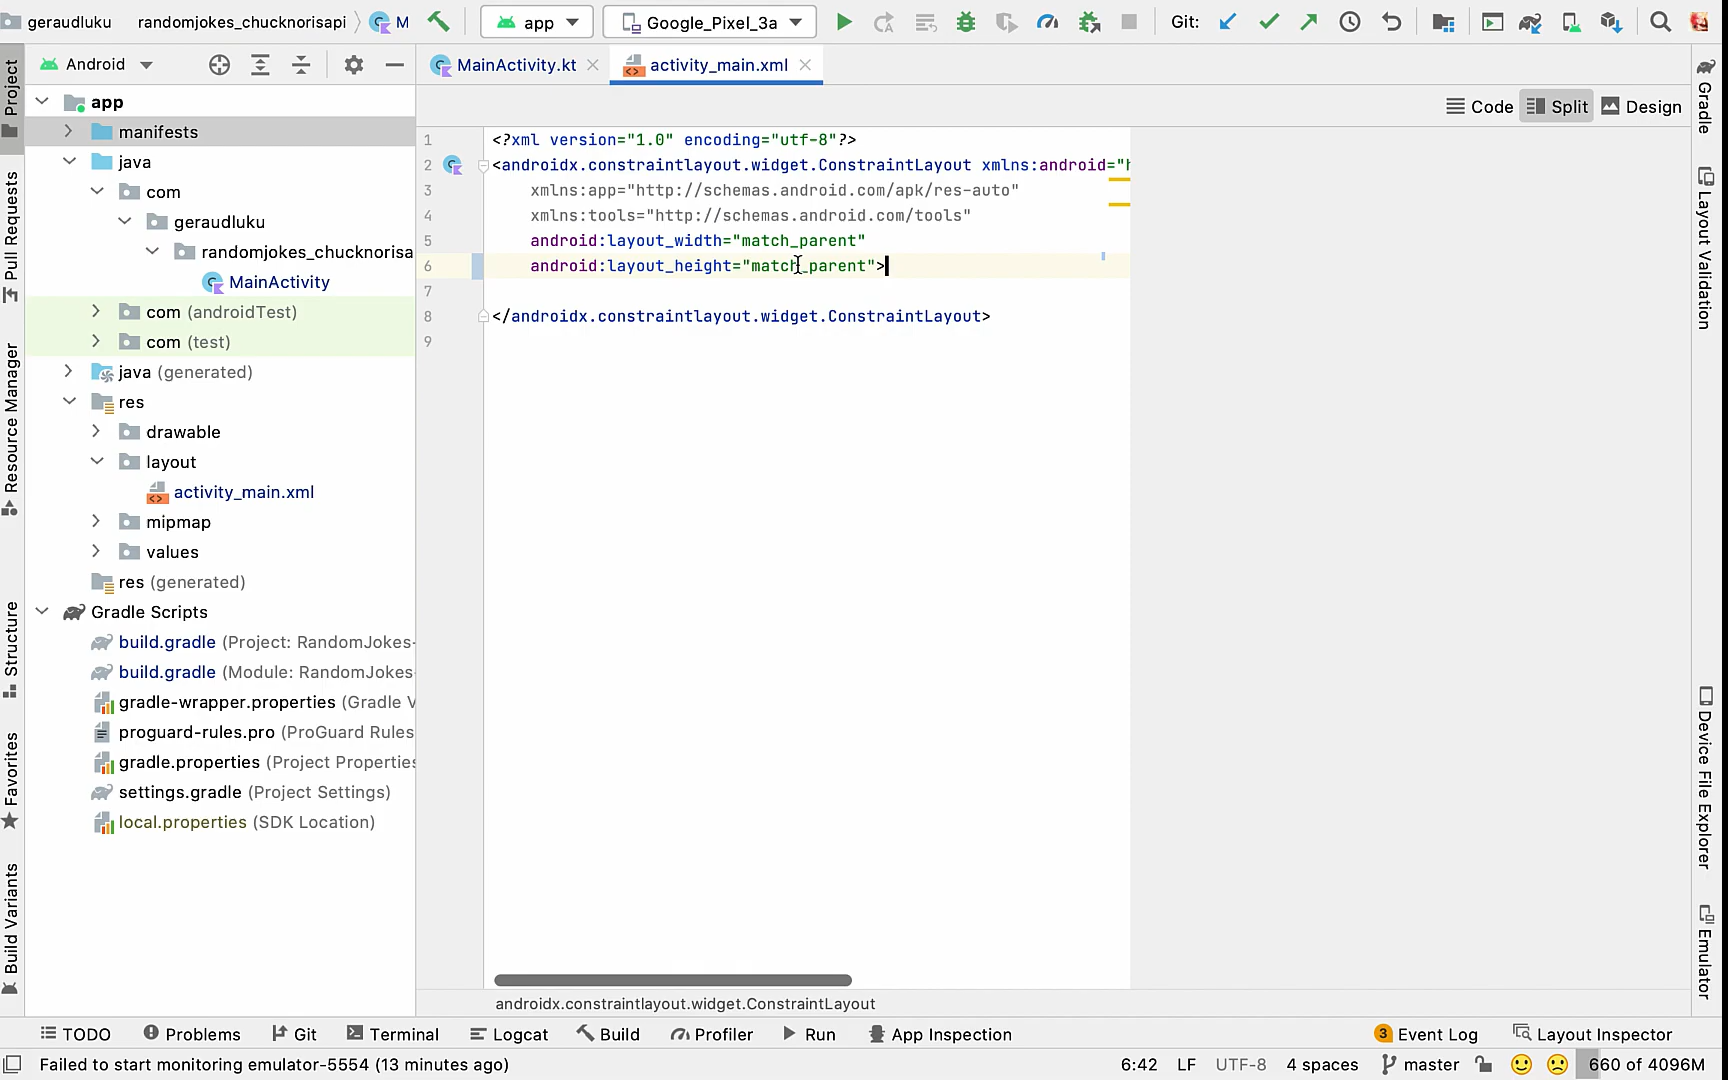 geraudluku randomjokes_chucknorisapi M app Google_Pixel_3a Git:
Project
Pull Requests
Resource Manager
Structure
Favorites
Build Variants
Android
app
manifests
java
com
geraudluku
randomjokes_chucknorisa
MainActivity
com (androidTest)
com (test)
java (generated)
res
drawable
layout
activity_main.xml
mipmap
values
res (generated)
Gradle Scripts
build.gradle (Project: RandomJokes-
build.gradle (Module: RandomJokes-
gradle-wrapper.properties (Gradle V
proguard-rules.pro (ProGuard Rules
gradle.properties (Project Properties
settings.gradle (Project Settings)
local.properties (SDK Location)
MainActivity.kt activity_main.xml
Code Split Design
1 <?xml version="1.0" encoding="utf-8"?>
2 <androidx.constraintlayout.widget.ConstraintLayout xmlns:android="h
3 xmlns:app="http://schemas.android.com/apk/res-auto"
4 xmlns:tools="http://schemas.android.com/tools"
5 android:layout_width="match_parent"
6 android:layout_height="match_parent">
7
8 </androidx.constraintlayout.widget.ConstraintLayout>
9
androidx.constraintlayout.widget.ConstraintLayout
Gradle
Layout Validation
Device File Explorer
Emulator
TODO Problems Git Terminal Logcat Build Profiler Run App Inspection 3 Event Log Layout Inspector
Failed to start monitoring emulator-5554 (13 minutes ago) 6:42 LF UTF-8 4 spaces master 660 of 4096M